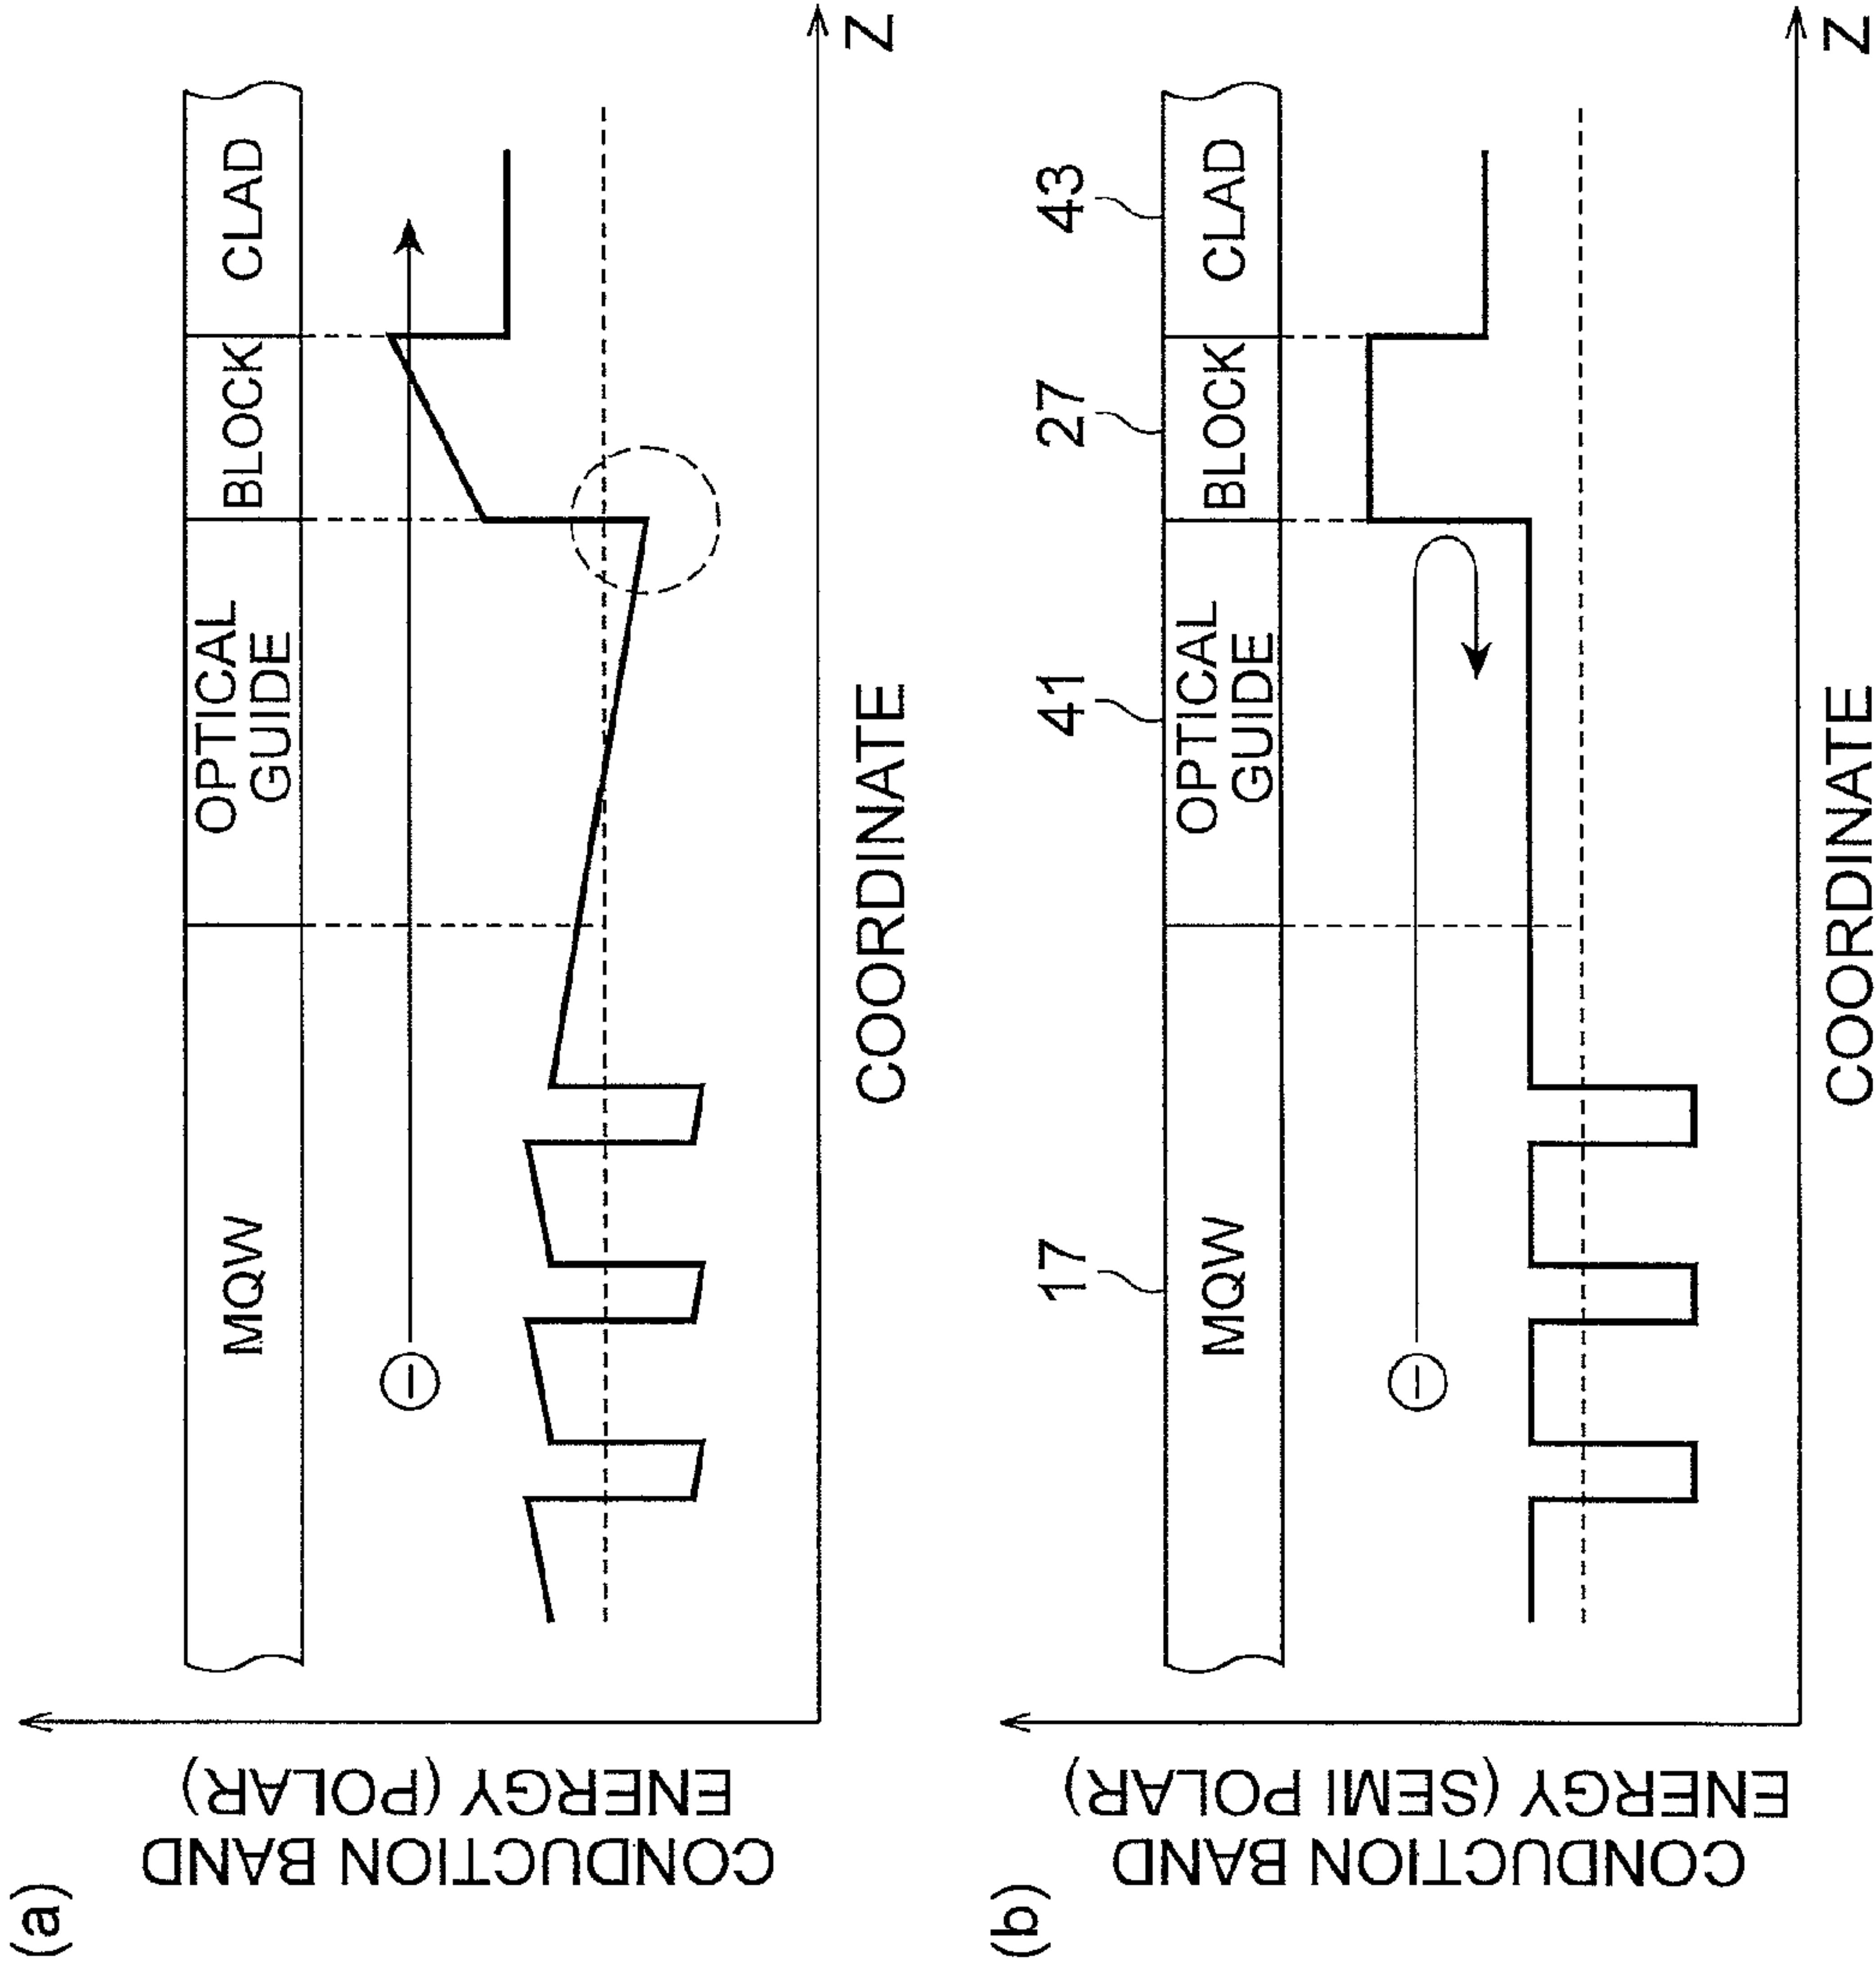 (a)
CONDUCTION BAND
ENERGY (POLAR)
MQW
OPTICAL
GUIDE
BLOCK
CLAD
−
COORDINATE
Z
(b)
CONDUCTION BAND
ENERGY (SEMI POLAR)
17
41
27
43
MQW
OPTICAL
GUIDE
BLOCK
CLAD
−
COORDINATE
Z